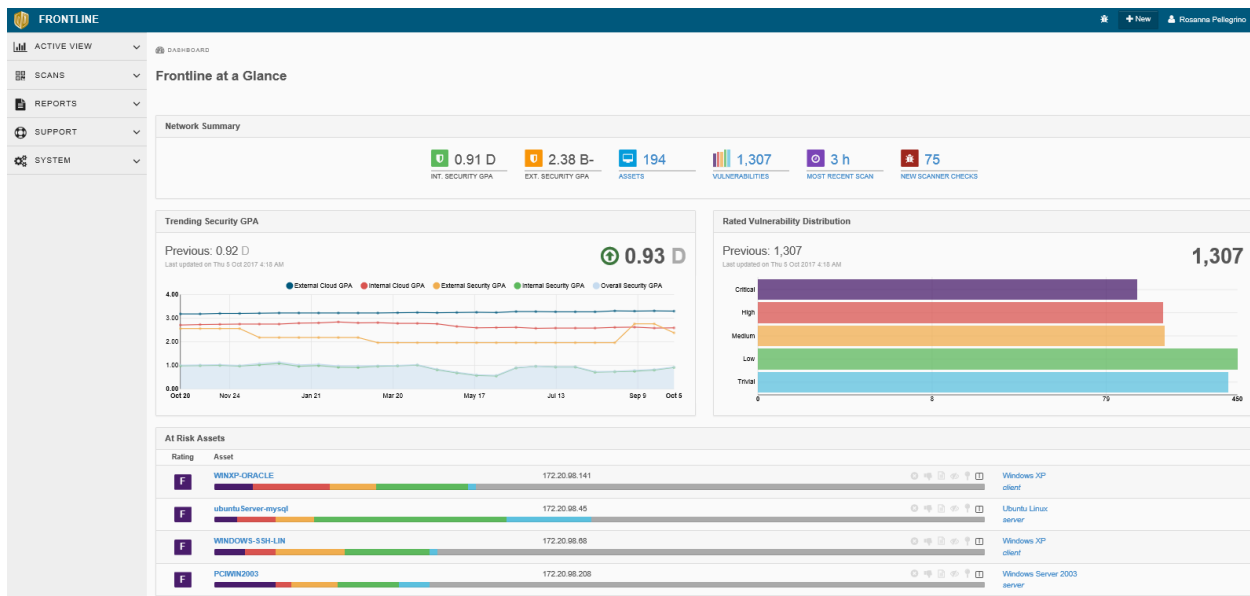 FRONTLINE
+ New
Rosanna Pellegrino
ACTIVE VIEW
SCANS
REPORTS
SUPPORT
SYSTEM
DASHBOARD
Frontline at a Glance
Network Summary
0.91 D
INT. SECURITY GPA
2.38 B-
EXT. SECURITY GPA
194
ASSETS
1,307
VULNERABILITIES
3 h
MOST RECENT SCAN
75
NEW SCANNER CHECKS
Trending Security GPA
Previous: 0.92 D
Last updated on Thu 5 Oct 2017 4:18 AM
0.93 D
External Cloud GPA Internal Cloud GPA External Security GPA Internal Security GPA Overall Security GPA
4.00
3.00
2.00
1.00
0.00
Oct 20 Nov 24 Jan 21 Mar 20 May 17 Jul 13 Sep 9 Oct 5
Rated Vulnerability Distribution
Previous: 1,307
Last updated on Thu 5 Oct 2017 4:18 AM
1,307
Critical
High
Medium
Low
Trivial
0 8 79 450
At Risk Assets
Rating Asset
F WINXP-ORACLE 172.20.98.141 Windows XP
client
F ubuntuServer-mysql 172.20.98.45 Ubuntu Linux
server
F WINDOWS-SSH-LIN 172.20.98.68 Windows XP
client
F PCIWIN2003 172.20.98.208 Windows Server 2003
server